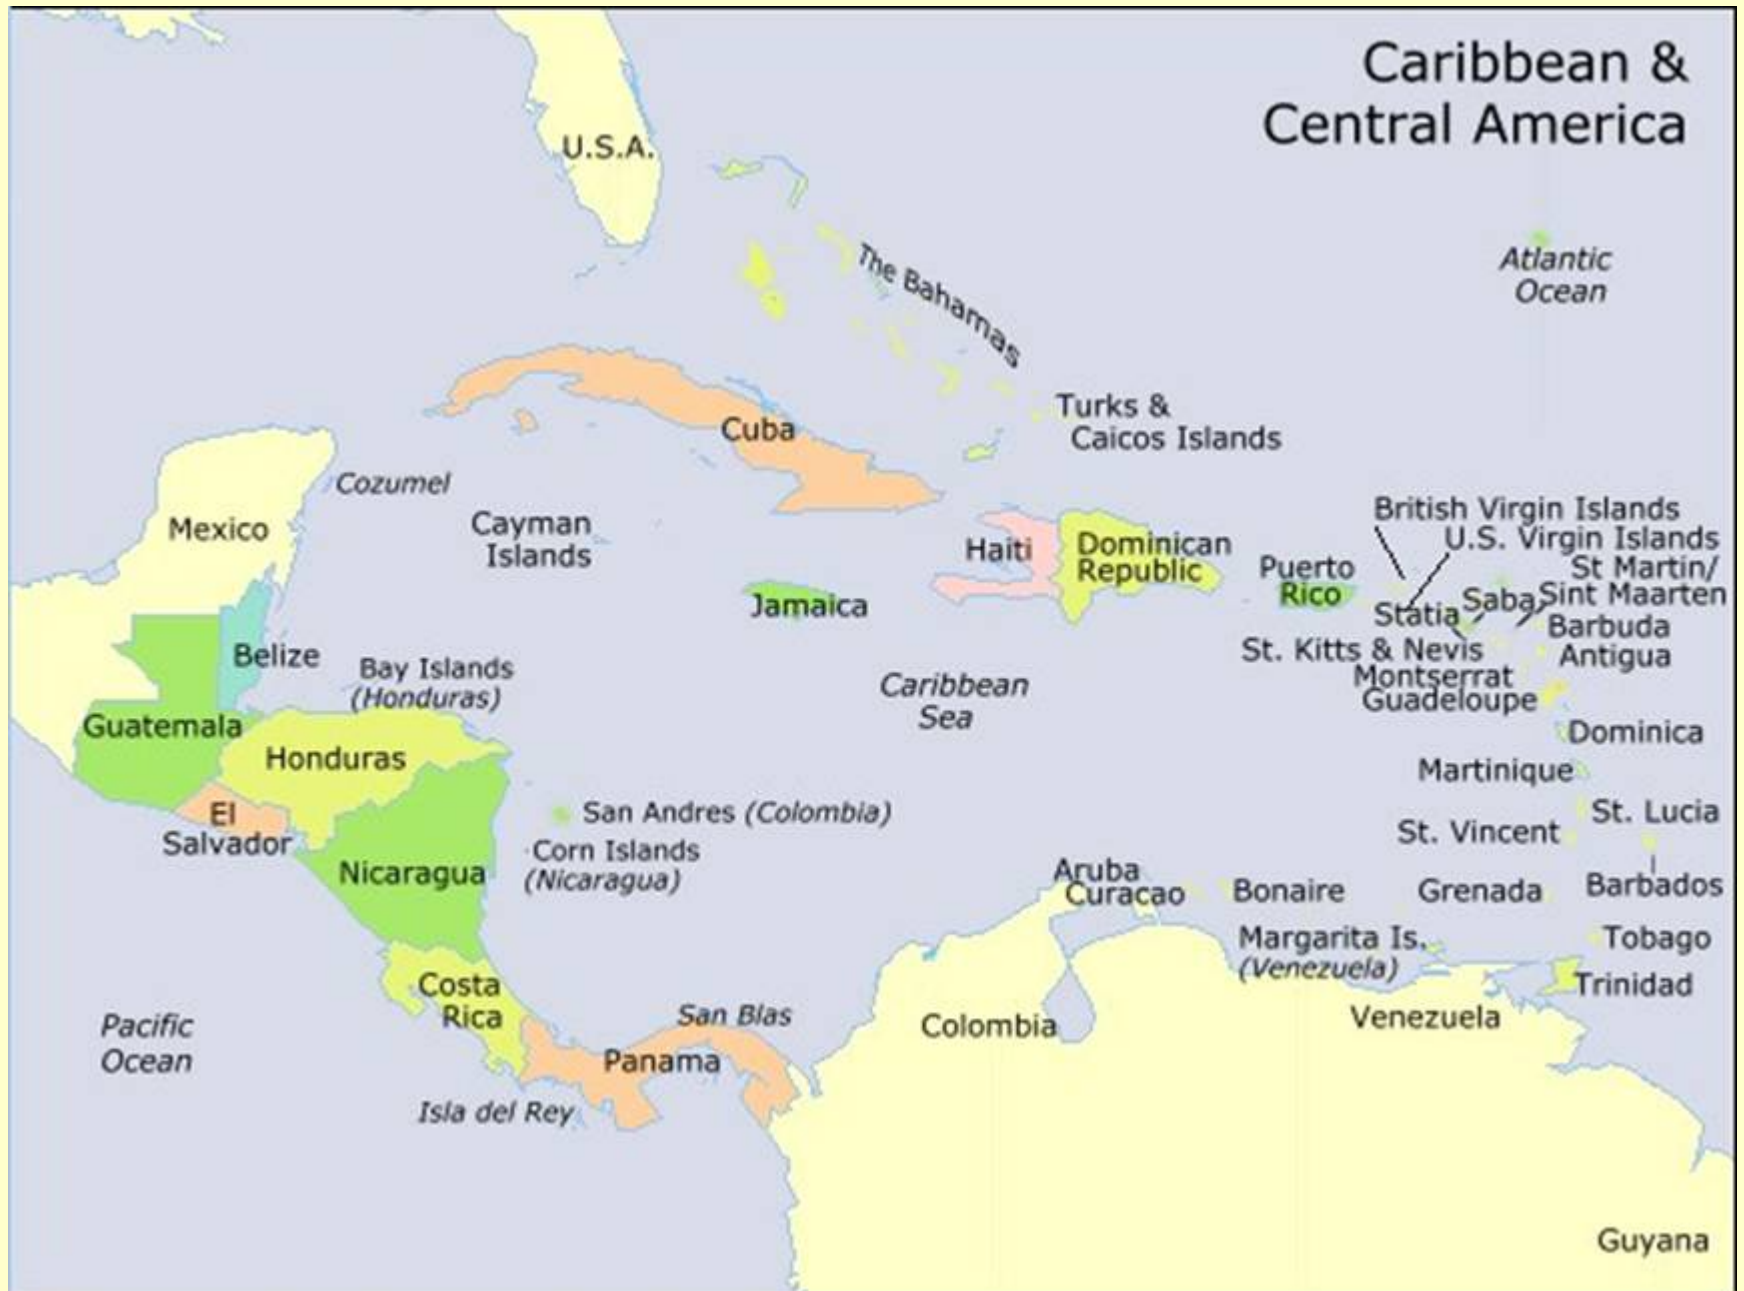 Caribbean &
Central America
U.S.A.
Atlantic
Ocean
The Bahamas
Turks &
Caicos Islands
Cuba
Cozumel
Mexico
Cayman
Islands
British Virgin Islands
U.S. Virgin Islands
Haiti
Dominican
Republic
Puerto
Rico
St Martin/
Sint Maarten
Saba
Statia
Jamaica
Barbuda
Antigua
St. Kitts & Nevis
Montserrat
Guadeloupe
Belize
Bay Islands
(Honduras)
Caribbean
Sea
Guatemala
Dominica
Honduras
Martinique
El
Salvador
San Andres (Colombia)
St. Lucia
St. Vincent
Corn Islands
(Nicaragua)
Nicaragua
Aruba
Curacao
Bonaire
Grenada
Barbados
Margarita Is.
(Venezuela)
Tobago
Trinidad
Costa
Rica
San Blas
Colombia
Venezuela
Pacific
Ocean
Panama
Isla del Rey
Guyana